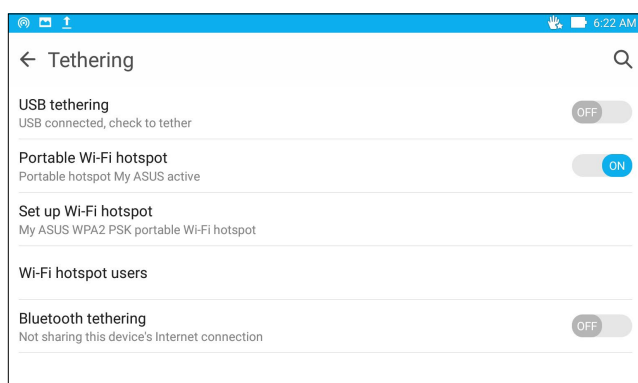 6:22 AM
Tethering
USB tethering
USB connected, check to tether
OFF
Portable Wi-Fi hotspot
Portable hotspot My ASUS active
ON
Set up Wi-Fi hotspot
My ASUS WPA2 PSK portable Wi-Fi hotspot
Wi-Fi hotspot users
Bluetooth tethering
Not sharing this device's Internet connection
OFF